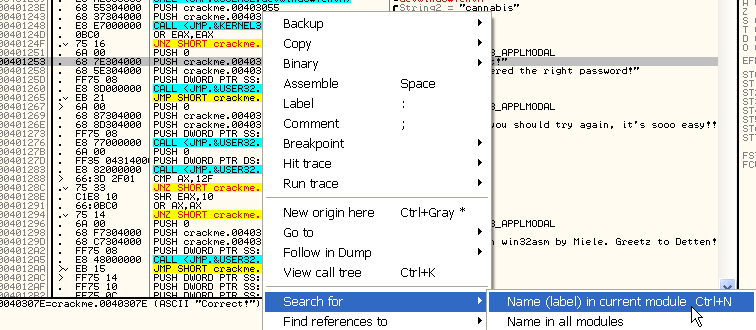 0040123E 68 55304000 PUSH crackme.00403055 String2 = "cannabis"
00401243 68 PUSH crackme.00403
00401248 E8 E7000000 CALL <JMP.&KERNEL3
0040124D 0BC0 OR EAX,EAX
0040124F 75 16 JNZ SHORT crackme.
00401251 6A 00 PUSH 0 B_APPLMODAL
00401253 68 7E304000 PUSH crackme.00403 t!"
00401258 68 5E304000 PUSH crackme.00403 ered the right password!"
0040125D FF75 08 PUSH DWORD PTR SS:
00401260 E8 8D000000 CALL <JMP.&USER32.
00401265 EB 21 JMP SHORT crackme.
00401267 6A 00 PUSH 0 B_APPLMODAL
00401269 68 87304000 PUSH crackme.00403
0040126E 68 8D304000 PUSH crackme.00403 you should try again, it's sooo easy!!
00401273 FF75 08 PUSH DWORD PTR SS:
00401276 E8 77000000 CALL <JMP.&USER32.
0040127B 6A 00 PUSH 0
0040127D FF35 04314000 PUSH DWORD PTR DS:
00401283 E8 82000000 CALL <JMP.&USER32.
00401288 66:3D 2F01 CMP AX,12F
0040128C 75 33 JNZ SHORT crackme.
0040128E C1E8 10 SHR EAX,10
00401291 66:0BC0 OR AX,AX
00401294 75 14 JNZ SHORT crackme.
00401296 6A 00 PUSH 0 B_APPLMODAL
00401298 68 F7304000 PUSH crackme.00403
0040129D 68 C7304000 PUSH crackme.00403 n win32asm by Miele. Greetz to Detten!
004012A2 FF75 08 PUSH DWORD PTR SS:
004012A5 E8 48000000 CALL <JMP.&USER32.
004012AA EB 15 JMP SHORT crackme.
004012AC FF75 14 PUSH DWORD PTR SS:
004012AF FF75 10 PUSH DWORD PTR SS:
0040307E=crackme.0040307E (ASCII "Correct!")
Backup
Copy
Binary
Assemble Space
Label :
Comment ;
Breakpoint
Hit trace
Run trace
New origin here Ctrl+Gray *
Go to
Follow in Dump
View call tree Ctrl+K
Search for
Find references to
Name (label) in current module Ctrl+N
Name in all modules